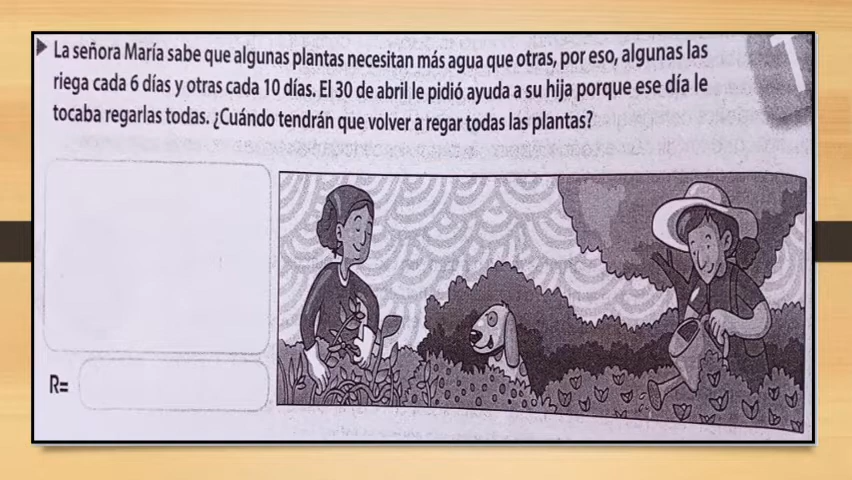 La señora María sabe que algunas plantas necesitan más agua que otras, por eso, algunas las
riega cada 6 días y otras cada 10 días. El 30 de abril le pidió ayuda a su hija porque ese día le
tocaba regarlas todas. ¿Cuándo tendrán que volver a regar todas las plantas?
R=